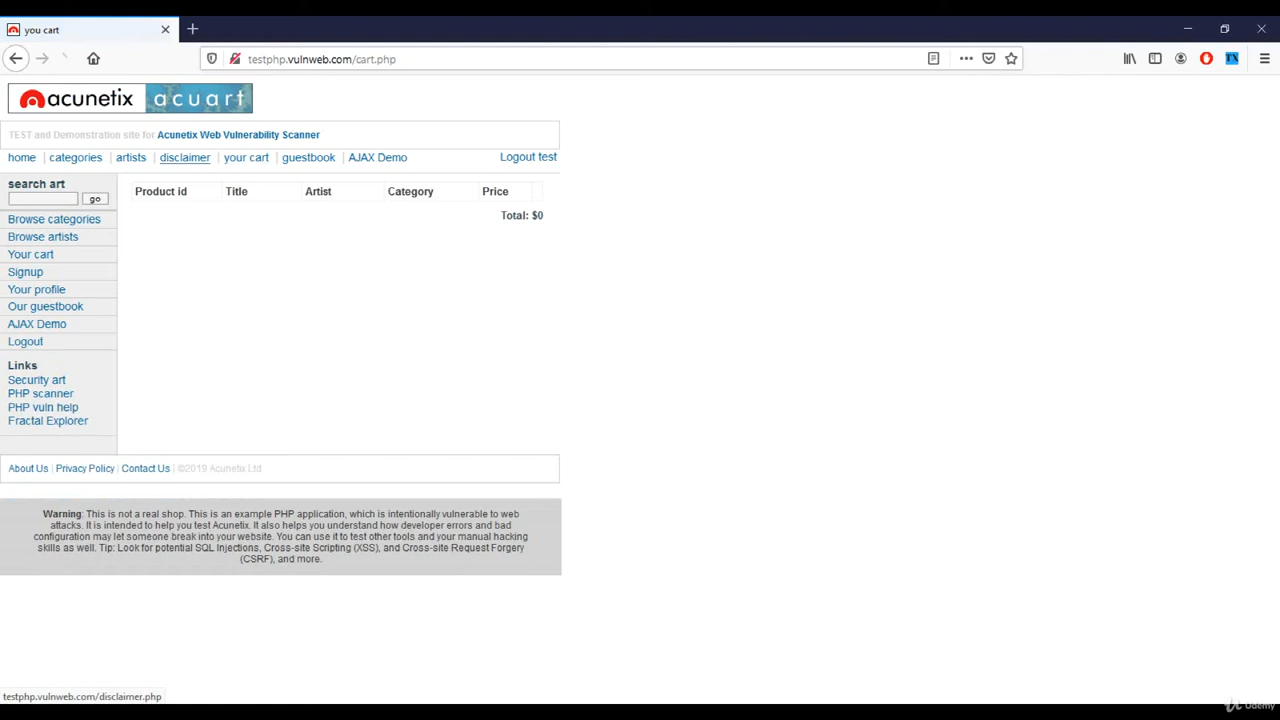 you cart
testphp.vulnweb.com/cart.php
TX
acunetix acuart
TEST and Demonstration site for Acunetix Web Vulnerability Scanner
home | categories | artists | disclaimer | your cart | guestbook | AJAX Demo Logout test
search art
go
Browse categories
Browse artists
Your cart
Signup
Your profile
Our guestbook
AJAX Demo
Logout
Links
Security art
PHP scanner
PHP vuln help
Fractal Explorer
Product id Title Artist Category Price
Total: $0
About Us | Privacy Policy | Contact Us | ©2019 Acunetix Ltd
Warning: This is not a real shop. This is an example PHP application, which is intentionally vulnerable to web
attacks. It is intended to help you test Acunetix. It also helps you understand how developer errors and bad
configuration may let someone break into your website. You can use it to test other tools and your manual hacking
skills as well. Tip: Look for potential SQL Injections, Cross-site Scripting (XSS), and Cross-site Request Forgery
(CSRF), and more.
testphp.vulnweb.com/disclaimer.php
Udemy